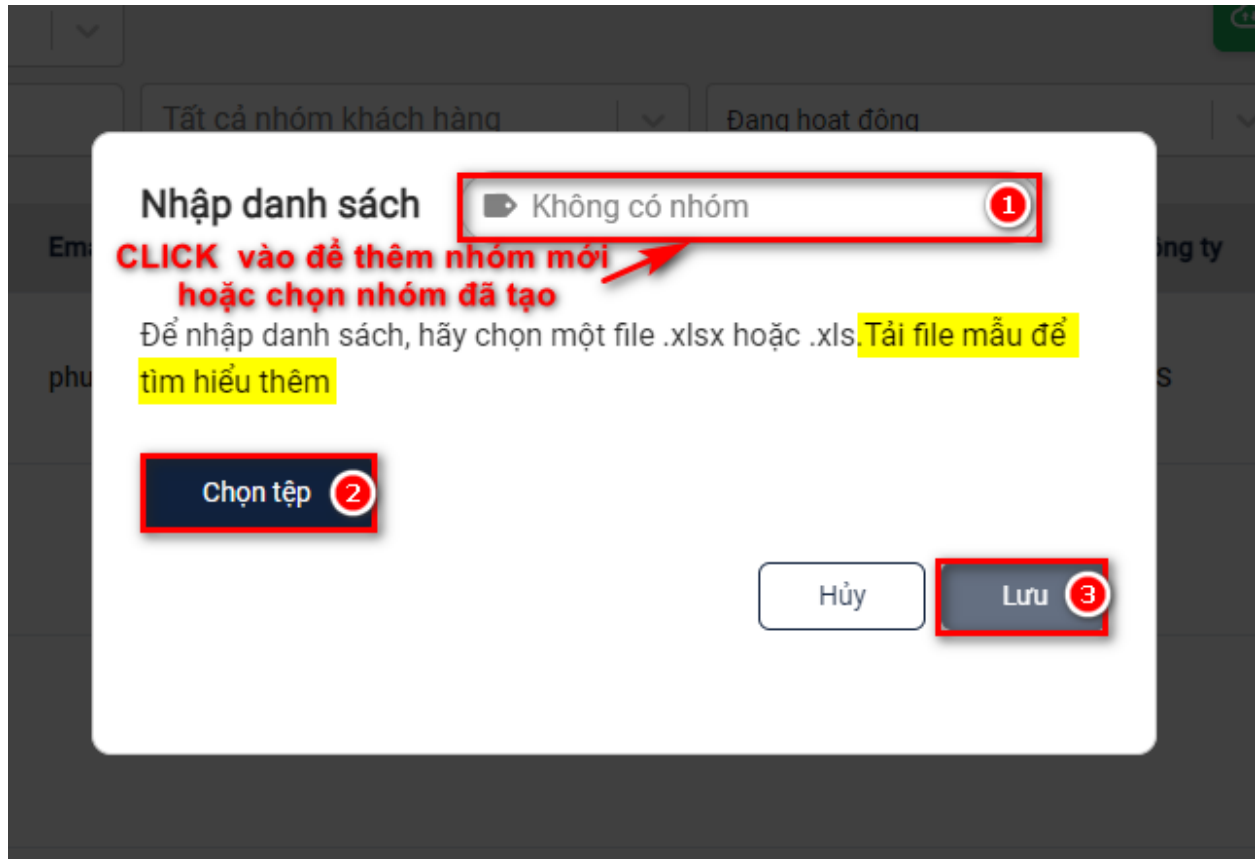 Tất cả nhóm khách hàng
Đang hoạt động
Nhập danh sách
Không có nhóm
1
CLICK vào để thêm nhóm mới
hoặc chọn nhóm đã tạo
Để nhập danh sách, hãy chọn một file .xlsx hoặc .xls.Tải file mẫu để
tìm hiểu thêm
Chọn tệp
2
Hủy
Lưu
3